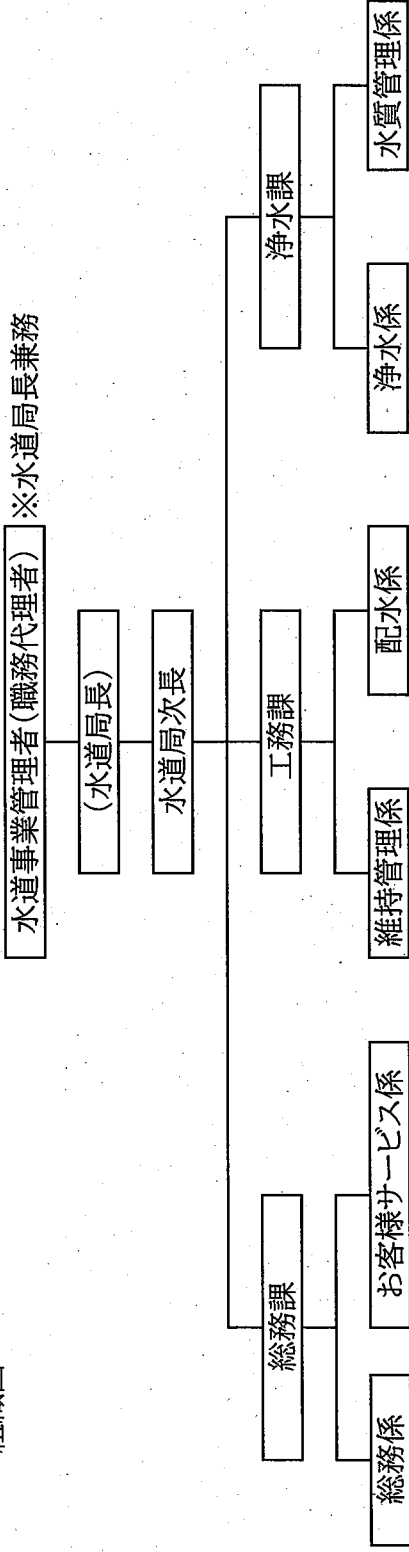 水道事業管理者(職務代理者) ※水道局長兼務
(水道局長)
水道局次長
総務課
工務課
浄水課
総務係
お客様サービス係
維持管理係
配水係
浄水係
水質管理係